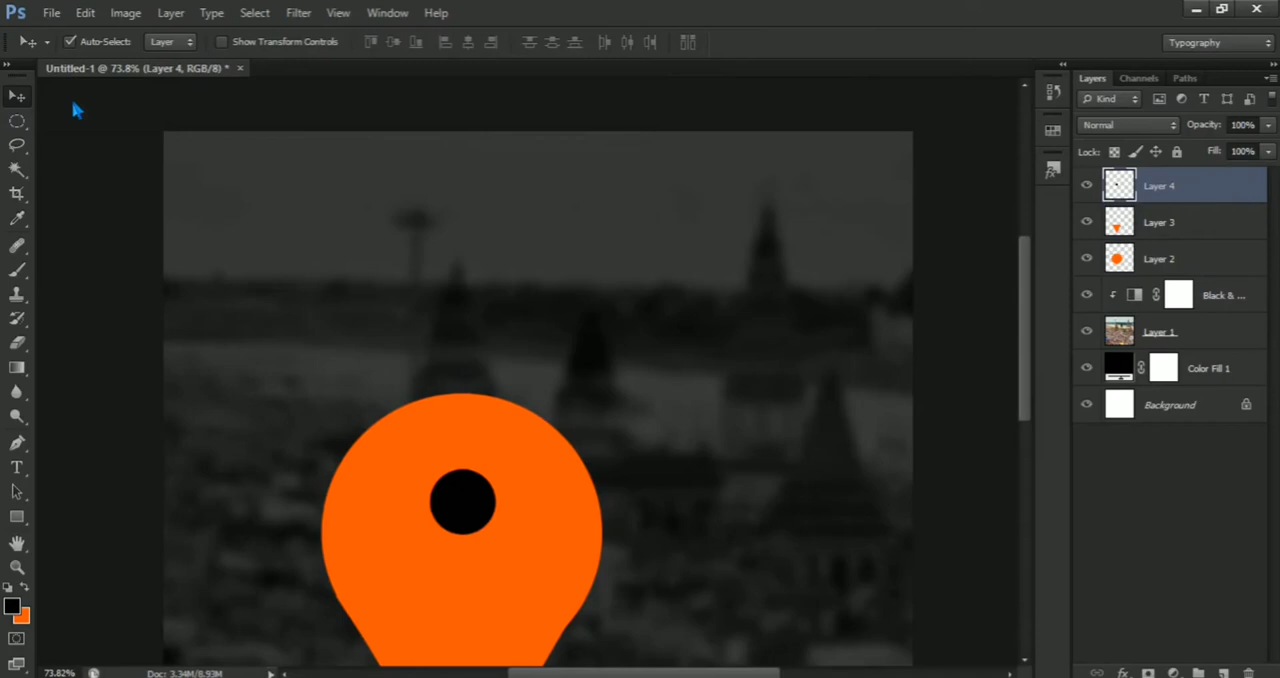 Ps File Edit Image Layer Type Select Filter View Window Help
Auto-Select: Layer Show Transform Controls Typography
Untitled-1 @ 73.8% (Layer 4, RGB/8) * ×
Layers Channels Paths
Kind
Normal Opacity: 100%
Lock: Fill: 100%
Layer 4
Layer 3
Layer 2
Black & ...
Layer 1
Color Fill 1
Background
T
73.82% Doc: 3.34M/8.93M
fx